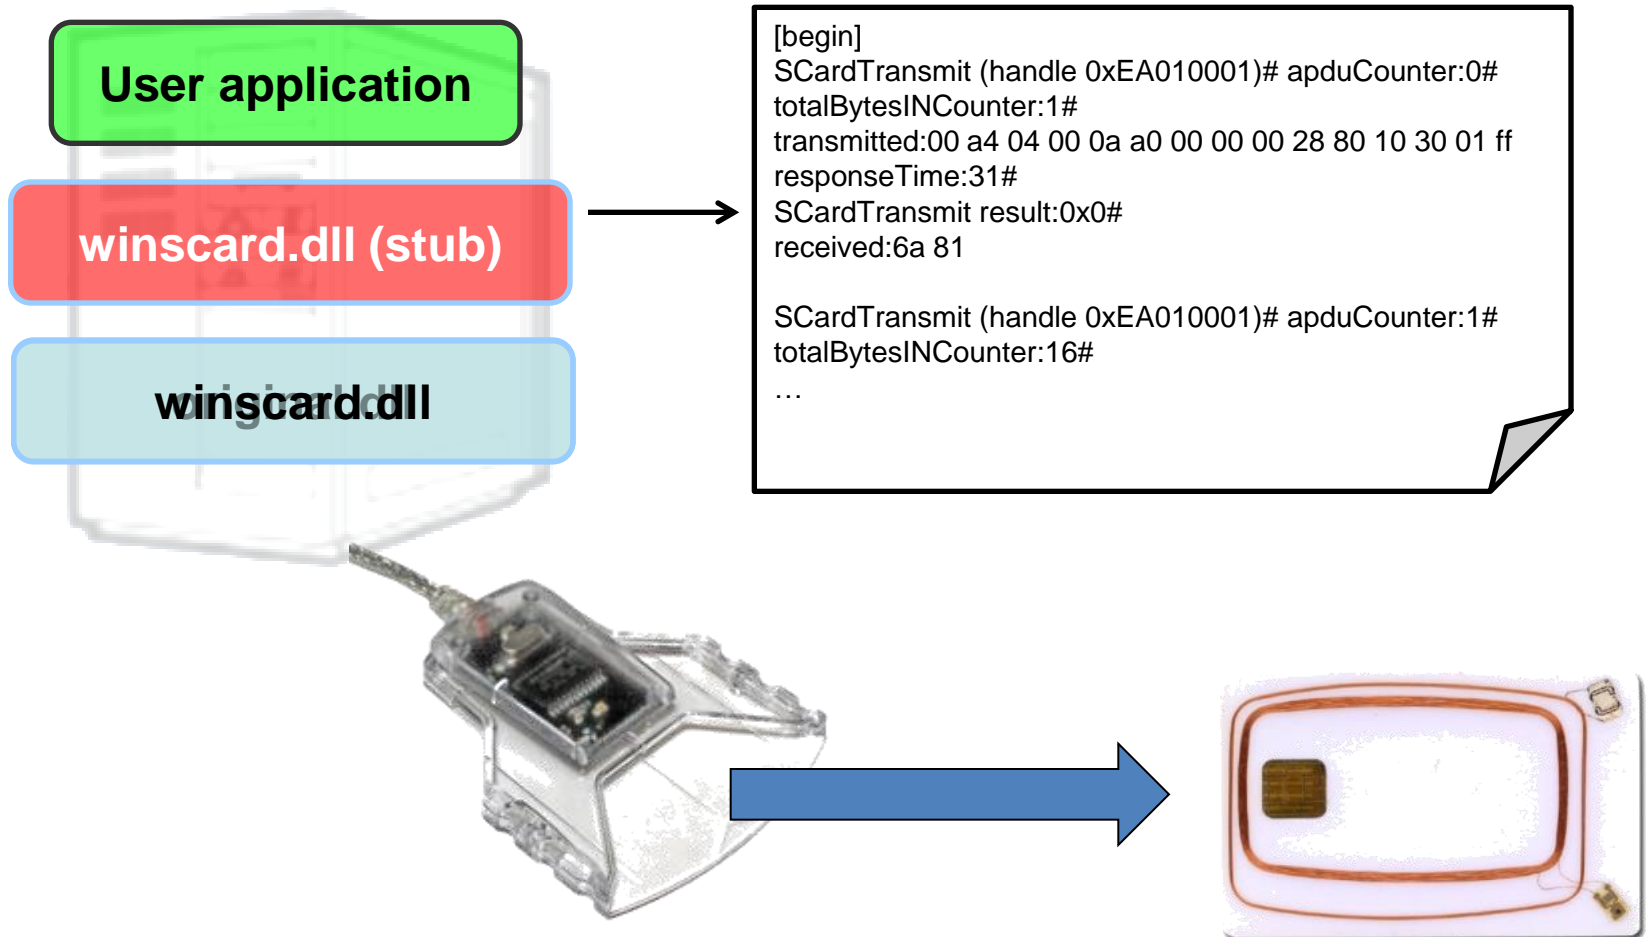 User application
winscard.dll (stub)
winscard.dll
original.dll
[begin]
SCardTransmit (handle 0xEA010001)# apduCounter:0#
totalBytesINCounter:1#
transmitted:00 a4 04 00 0a a0 00 00 00 28 80 10 30 01 ff
responseTime:31#
SCardTransmit result:0x0#
received:6a 81
SCardTransmit (handle 0xEA010001)# apduCounter:1#
totalBytesINCounter:16#
…